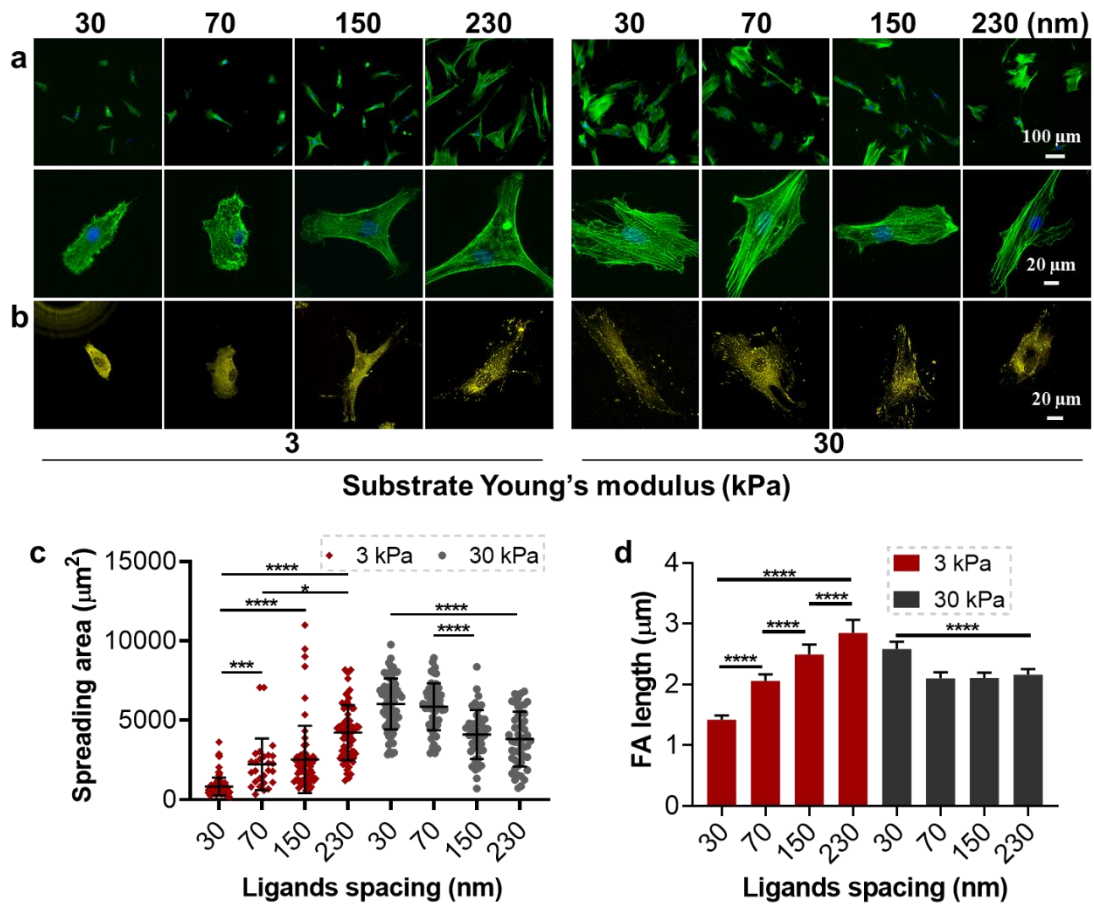 30 70 150 230 30 70 150 230 (nm)
a
100 µm
20 µm
b
20 µm
3 30
Substrate Young's modulus (kPa)
c
3 kPa 30 kPa
Spreading area (µm²)
15000
10000
5000
0
****
*
****
***
****
****
30 70 150 230 30 70 150 230
Ligands spacing (nm)
d
3 kPa
30 kPa
FA length (µm)
4
3
2
1
0
****
****
****
****
****
30 70 150 230 30 70 150 230
Ligands spacing (nm)